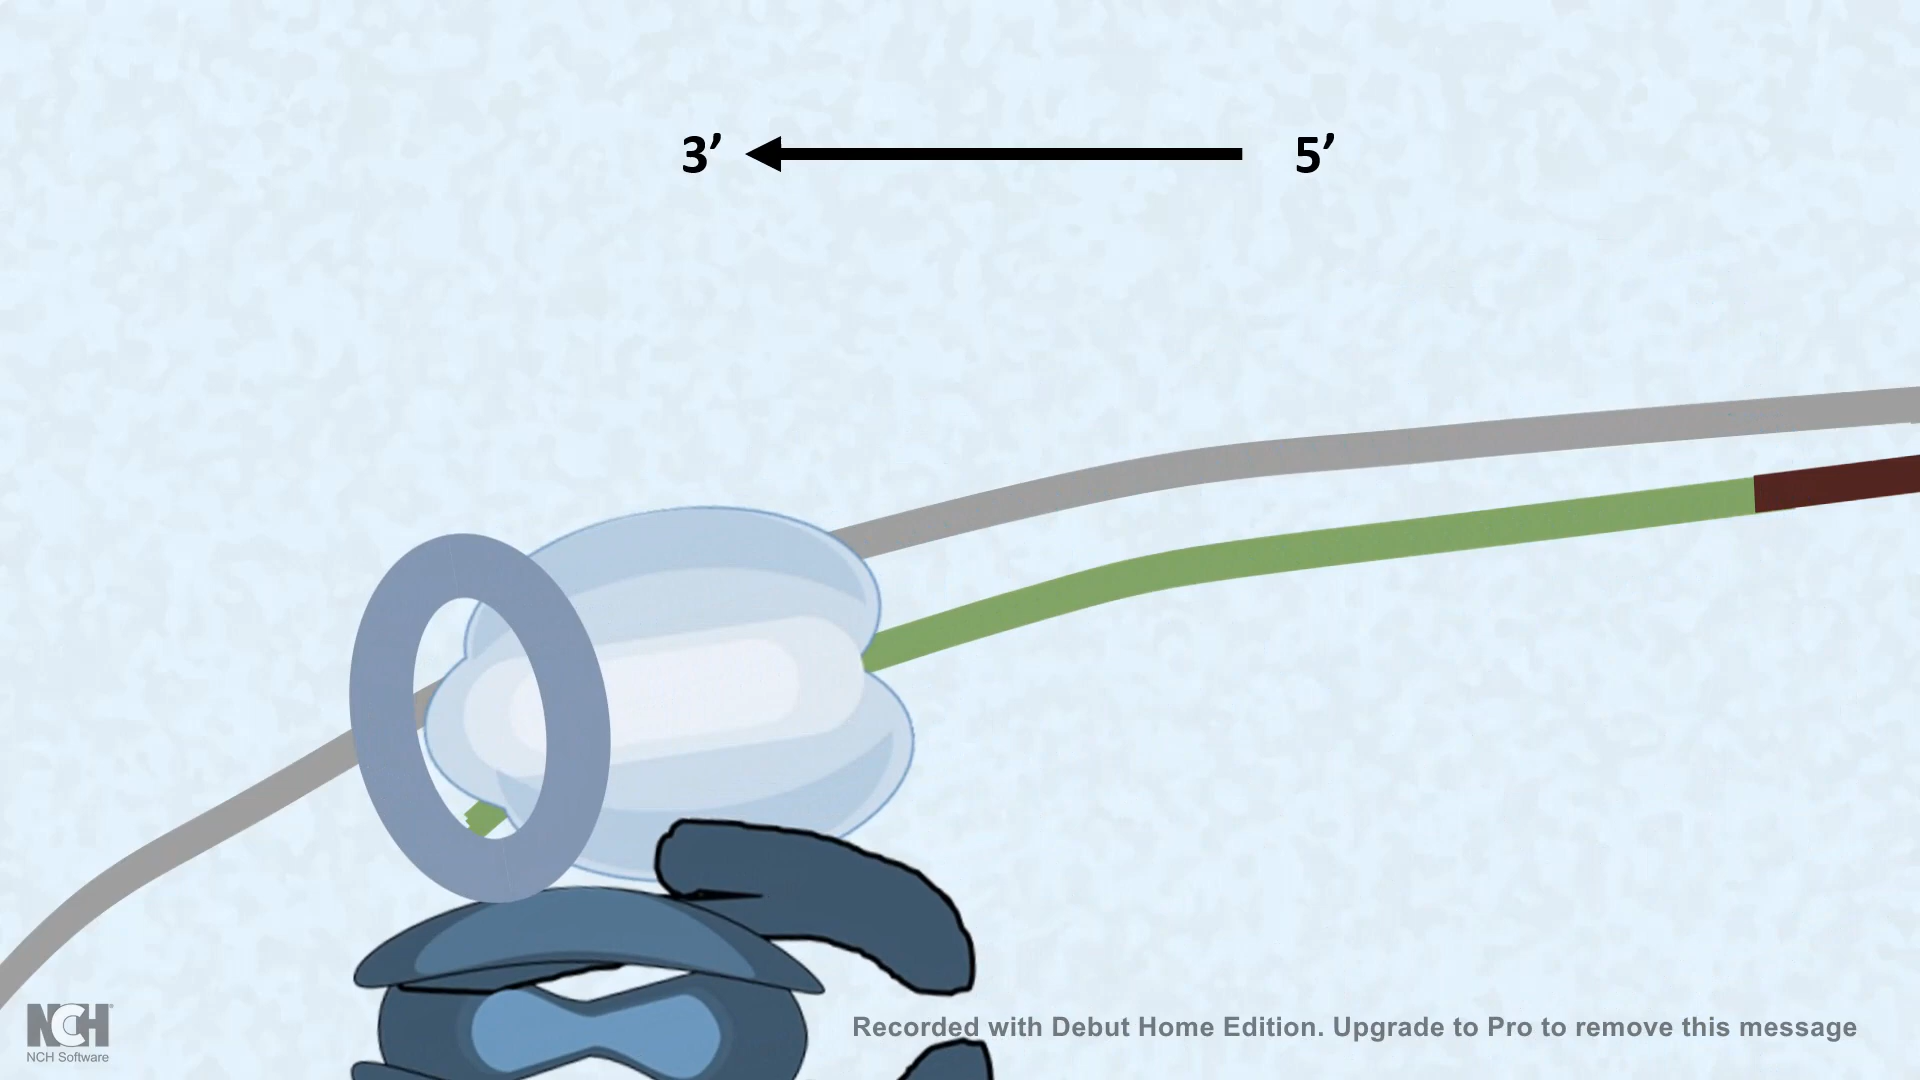 3’ 5’
NCH
NCH Software
Recorded with Debut Home Edition. Upgrade to Pro to remove this message